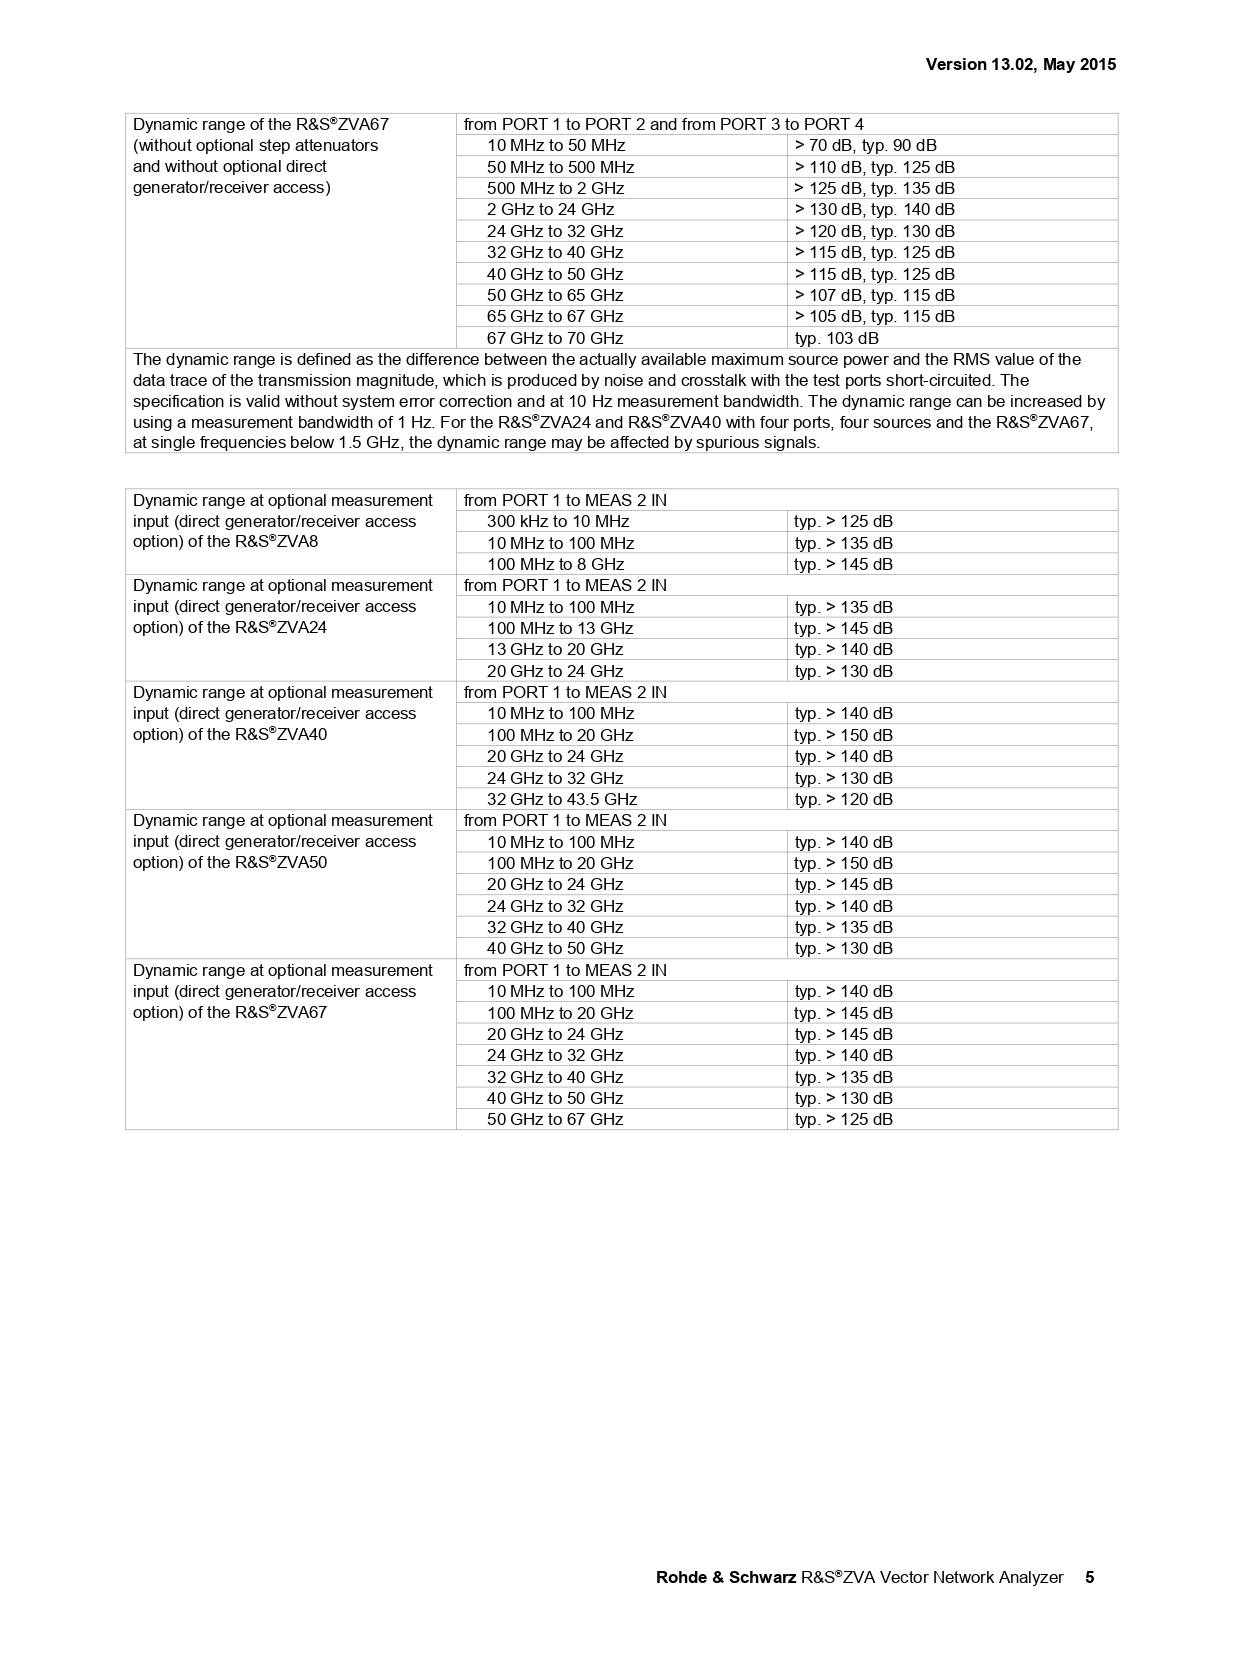 Version 13.02, May 2015
Dynamic range of the R&S®ZVA67
(without optional step attenuators
and without optional direct
generator/receiver access)
from PORT 1 to PORT 2 and from PORT 3 to PORT 4
10 MHz to 50 MHz > 70 dB, typ. 90 dB
50 MHz to 500 MHz > 110 dB, typ. 125 dB
500 MHz to 2 GHz > 125 dB, typ. 135 dB
2 GHz to 24 GHz > 130 dB, typ. 140 dB
24 GHz to 32 GHz > 120 dB, typ. 130 dB
32 GHz to 40 GHz > 115 dB, typ. 125 dB
40 GHz to 50 GHz > 115 dB, typ. 125 dB
50 GHz to 65 GHz > 107 dB, typ. 115 dB
65 GHz to 67 GHz > 105 dB, typ. 115 dB
67 GHz to 70 GHz typ. 103 dB
The dynamic range is defined as the difference between the actually available maximum source power and the RMS value of the
data trace of the transmission magnitude, which is produced by noise and crosstalk with the test ports short-circuited. The
specification is valid without system error correction and at 10 Hz measurement bandwidth. The dynamic range can be increased by
using a measurement bandwidth of 1 Hz. For the R&S®ZVA24 and R&S®ZVA40 with four ports, four sources and the R&S®ZVA67,
at single frequencies below 1.5 GHz, the dynamic range may be affected by spurious signals.
Dynamic range at optional measurement
input (direct generator/receiver access
option) of the R&S®ZVA8
from PORT 1 to MEAS 2 IN
300 kHz to 10 MHz typ. > 125 dB
10 MHz to 100 MHz typ. > 135 dB
100 MHz to 8 GHz typ. > 145 dB
Dynamic range at optional measurement
input (direct generator/receiver access
option) of the R&S®ZVA24
from PORT 1 to MEAS 2 IN
10 MHz to 100 MHz typ. > 135 dB
100 MHz to 13 GHz typ. > 145 dB
13 GHz to 20 GHz typ. > 140 dB
20 GHz to 24 GHz typ. > 130 dB
Dynamic range at optional measurement
input (direct generator/receiver access
option) of the R&S®ZVA40
from PORT 1 to MEAS 2 IN
10 MHz to 100 MHz typ. > 140 dB
100 MHz to 20 GHz typ. > 150 dB
20 GHz to 24 GHz typ. > 140 dB
24 GHz to 32 GHz typ. > 130 dB
32 GHz to 43.5 GHz typ. > 120 dB
Dynamic range at optional measurement
input (direct generator/receiver access
option) of the R&S®ZVA50
from PORT 1 to MEAS 2 IN
10 MHz to 100 MHz typ. > 140 dB
100 MHz to 20 GHz typ. > 150 dB
20 GHz to 24 GHz typ. > 145 dB
24 GHz to 32 GHz typ. > 140 dB
32 GHz to 40 GHz typ. > 135 dB
40 GHz to 50 GHz typ. > 130 dB
Dynamic range at optional measurement
input (direct generator/receiver access
option) of the R&S®ZVA67
from PORT 1 to MEAS 2 IN
10 MHz to 100 MHz typ. > 140 dB
100 MHz to 20 GHz typ. > 145 dB
20 GHz to 24 GHz typ. > 145 dB
24 GHz to 32 GHz typ. > 140 dB
32 GHz to 40 GHz typ. > 135 dB
40 GHz to 50 GHz typ. > 130 dB
50 GHz to 67 GHz typ. > 125 dB
Rohde & Schwarz R&S®ZVA Vector Network Analyzer 5